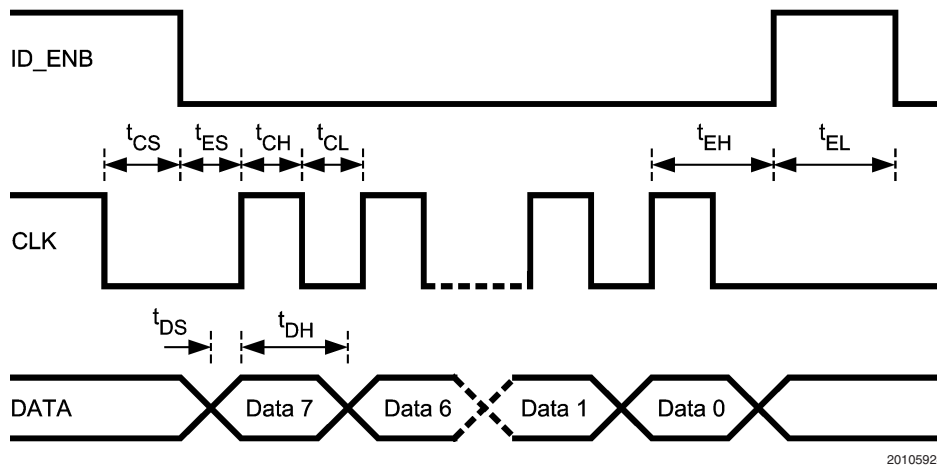 ID_ENB
tCS tES tCH tCL tEH tEL
CLK
tDS tDH
DATA Data 7 Data 6 Data 1 Data 0
2010592